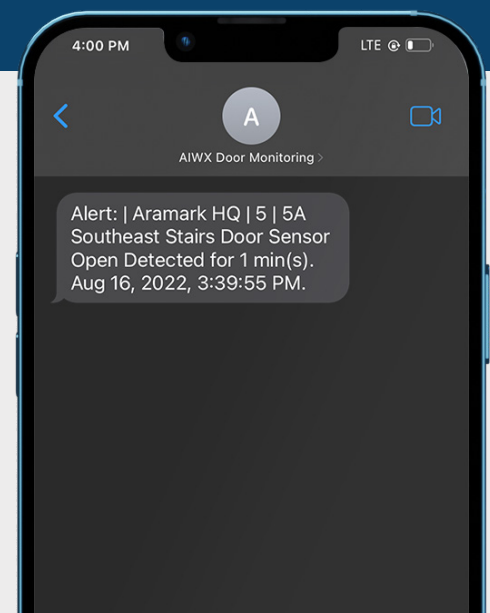 4:00 PM
LTE
A
AIWX Door Monitoring
Alert: | Aramark HQ | 5 | 5A
Southeast Stairs Door Sensor
Open Detected for 1 min(s).
Aug 16, 2022, 3:39:55 PM.